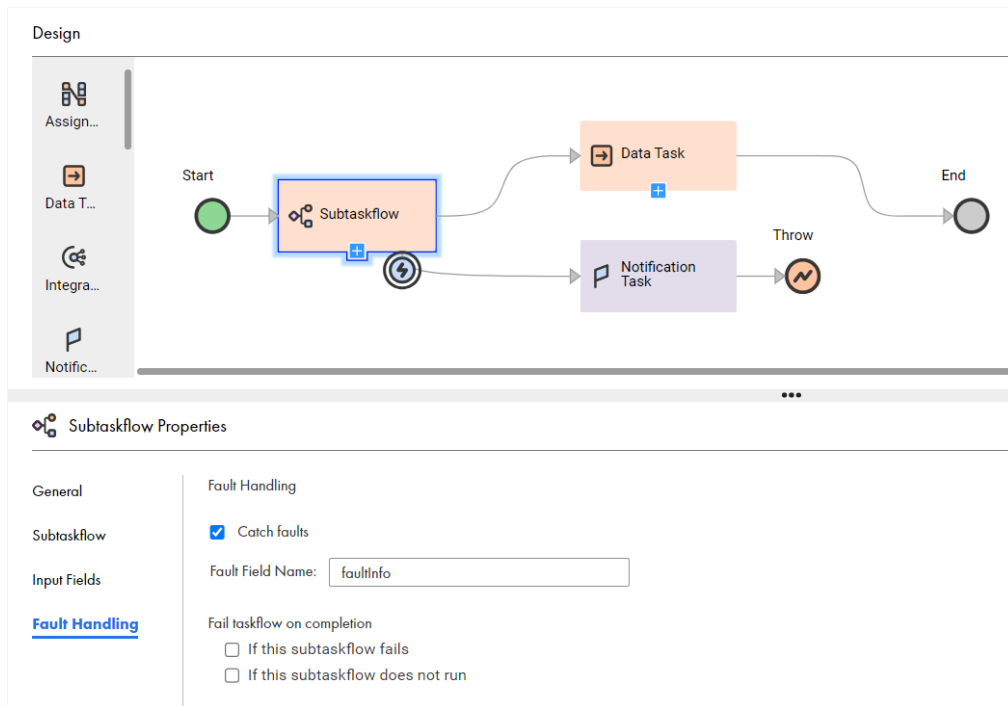 Design
Assign...
Data T...
Integra...
Notific...
Start
Subtaskflow
Data Task
Notification
Task
Throw
End
Subtaskflow Properties
General
Subtaskflow
Input Fields
Fault Handling
Fault Handling
Catch faults
Fault Field Name: faultInfo
Fail taskflow on completion
If this subtaskflow fails
If this subtaskflow does not run